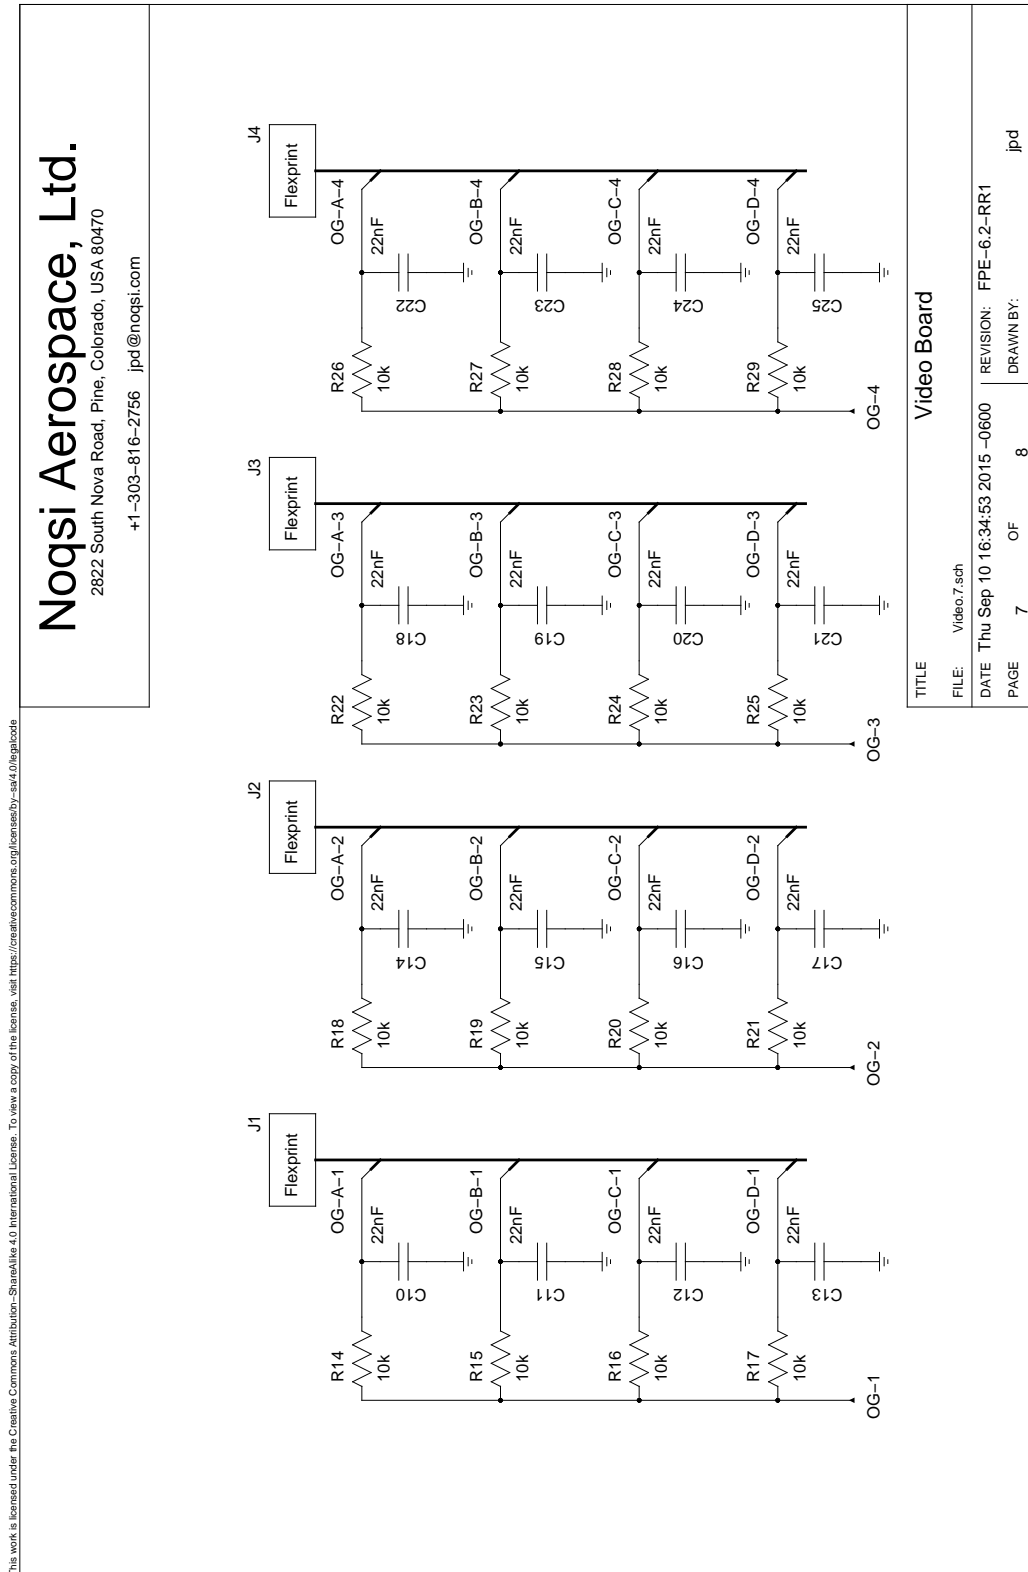 This work is licensed under the Creative Commons Attribution−ShareAlike 4.0 International License. To view a copy of the license, visit https://creativecommons.org/licenses/by−sa/4.0/legalcode
Noqsi Aerospace, Ltd.
2822 South Nova Road, Pine, Colorado, USA 80470
+1−303−816−2756 jpd@noqsi.com
J1
Flexprint
OG−A−1
22nF
C10
R14
10k
OG−B−1
22nF
C11
R15
10k
OG−C−1
22nF
C12
R16
10k
OG−D−1
22nF
C13
R17
10k
OG−1
J2
Flexprint
OG−A−2
22nF
C14
R18
10k
OG−B−2
22nF
C15
R19
10k
OG−C−2
22nF
C16
R20
10k
OG−D−2
22nF
C17
R21
10k
OG−2
J3
Flexprint
OG−A−3
22nF
C18
R22
10k
OG−B−3
22nF
C19
R23
10k
OG−C−3
22nF
C20
R24
10k
OG−D−3
22nF
C21
R25
10k
OG−3
J4
Flexprint
OG−A−4
22nF
C22
R26
10k
OG−B−4
22nF
C23
R27
10k
OG−C−4
22nF
C24
R28
10k
OG−D−4
22nF
C25
R29
10k
OG−4
TITLE
Video Board
FILE: Video.7.sch
REVISION: FPE−6.2−RR1
DATE Thu Sep 10 16:34:53 2015 −0600
PAGE 7 OF 8
DRAWN BY: jpd